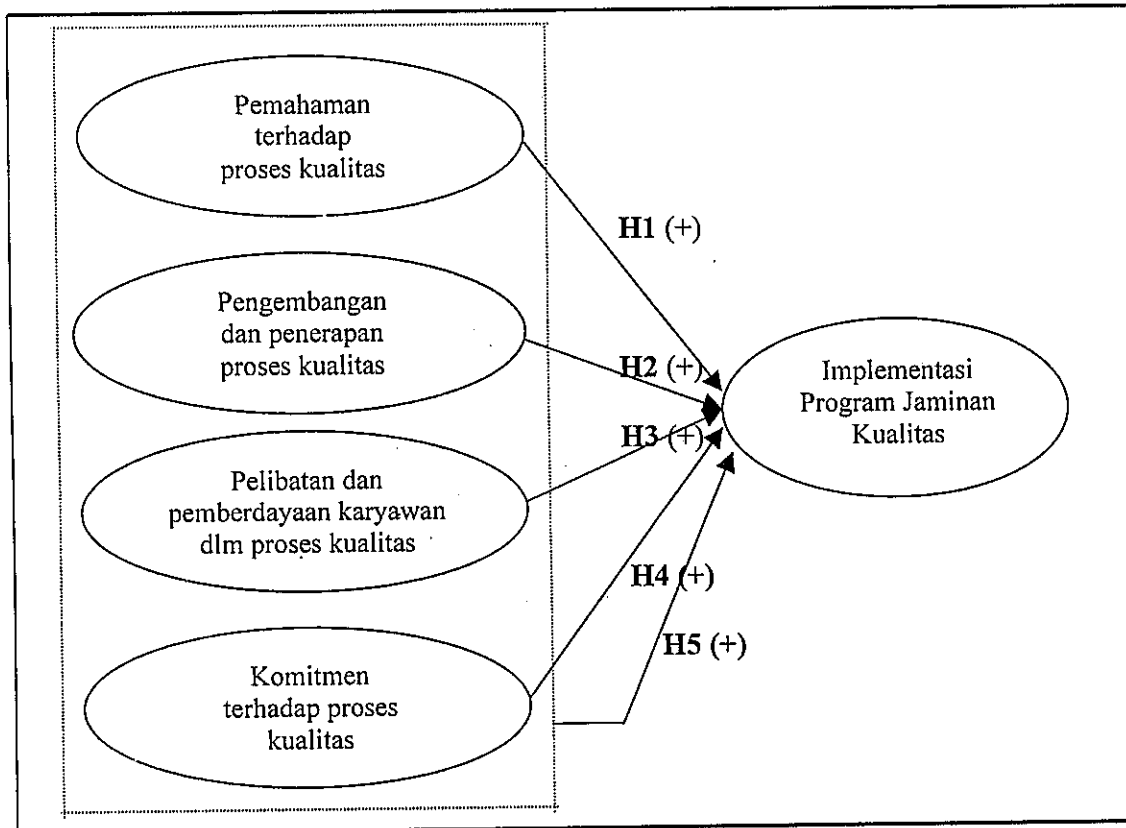 Pemahaman
terhadap
proses kualitas
H1 (+)
Pengembangan
dan penerapan
proses kualitas
H2 (+)
Implementasi
Program Jaminan
Kualitas
H3 (+)
Pelibatan dan
pemberdayaan karyawan
dlm proses kualitas
H4 (+)
H5 (+)
Komitmen
terhadap proses
kualitas